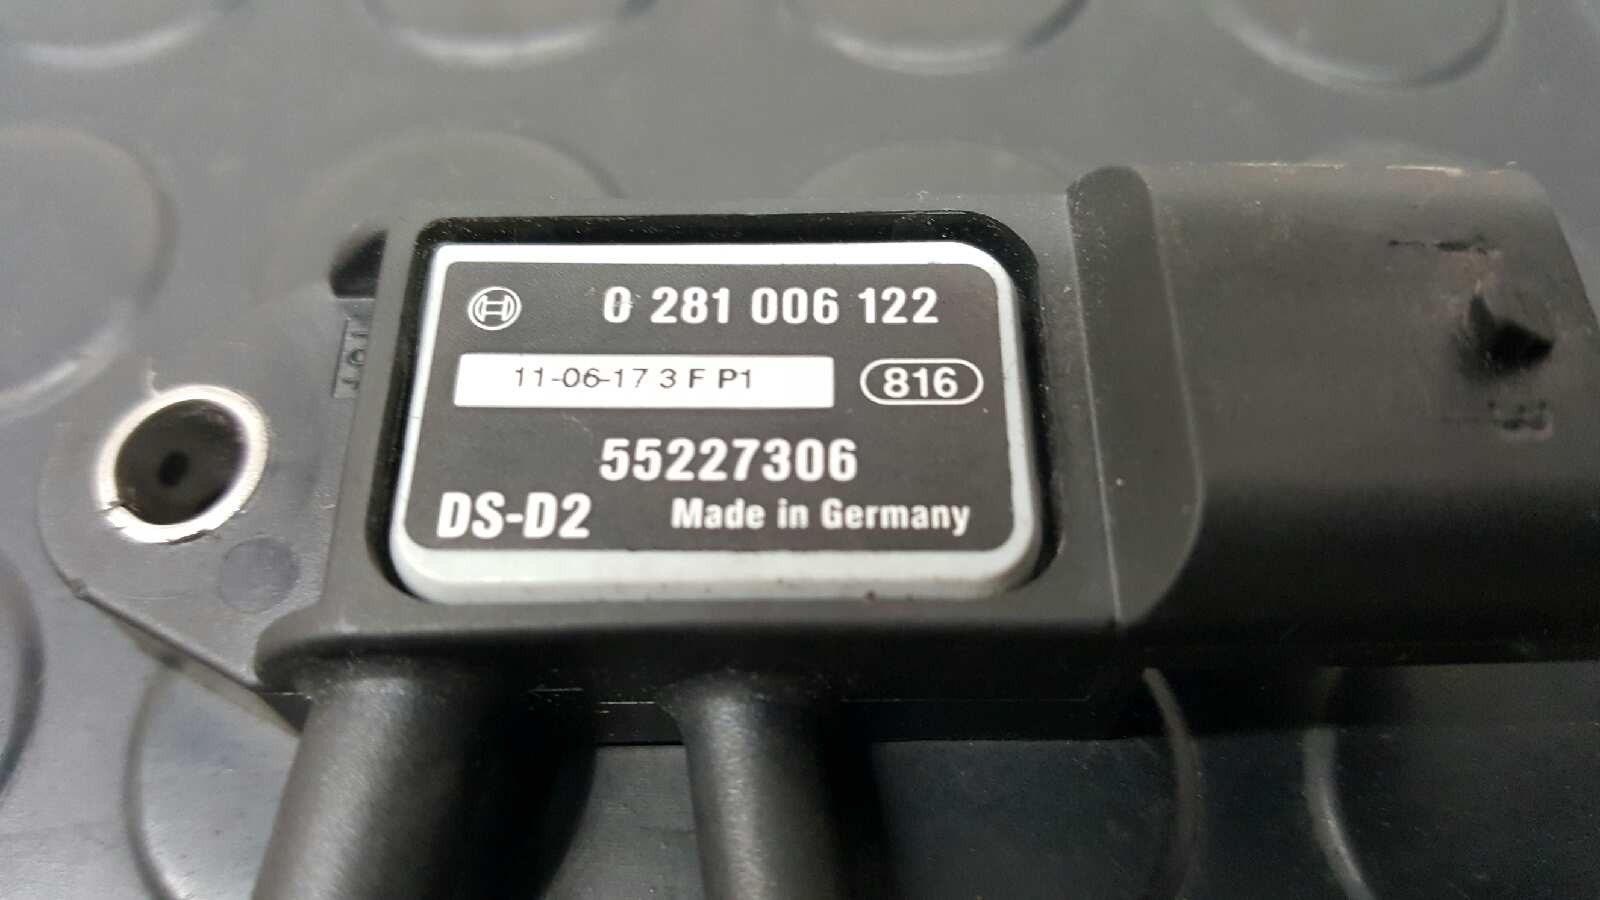 0 281 006 122
11-06-17 3 F P1
816
55227306
DS-D2
Made in Germany